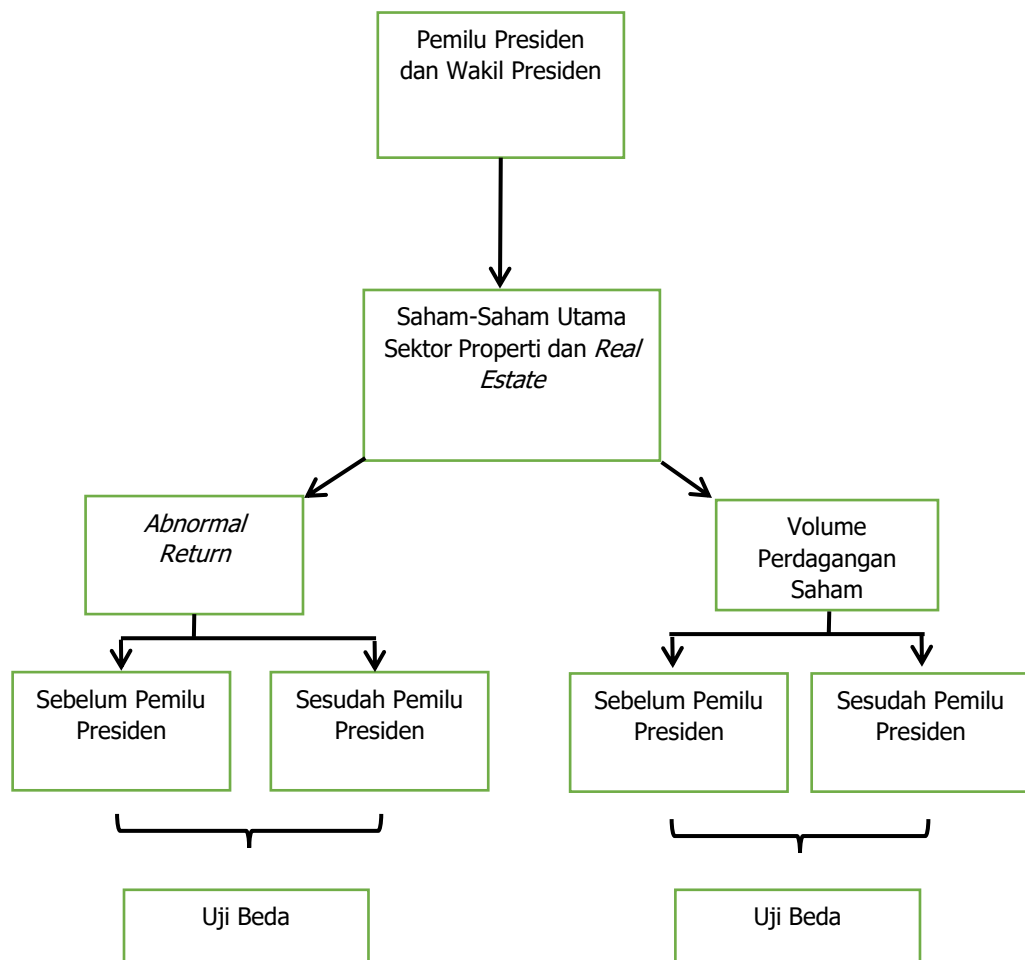 Pemilu Presiden
dan Wakil Presiden
Saham-Saham Utama
Sektor Properti dan Real
Estate
Abnormal
Return
Volume
Perdagangan
Saham
Sebelum Pemilu
Presiden
Sesudah Pemilu
Presiden
Sebelum Pemilu
Presiden
Sesudah Pemilu
Presiden
Uji Beda
Uji Beda